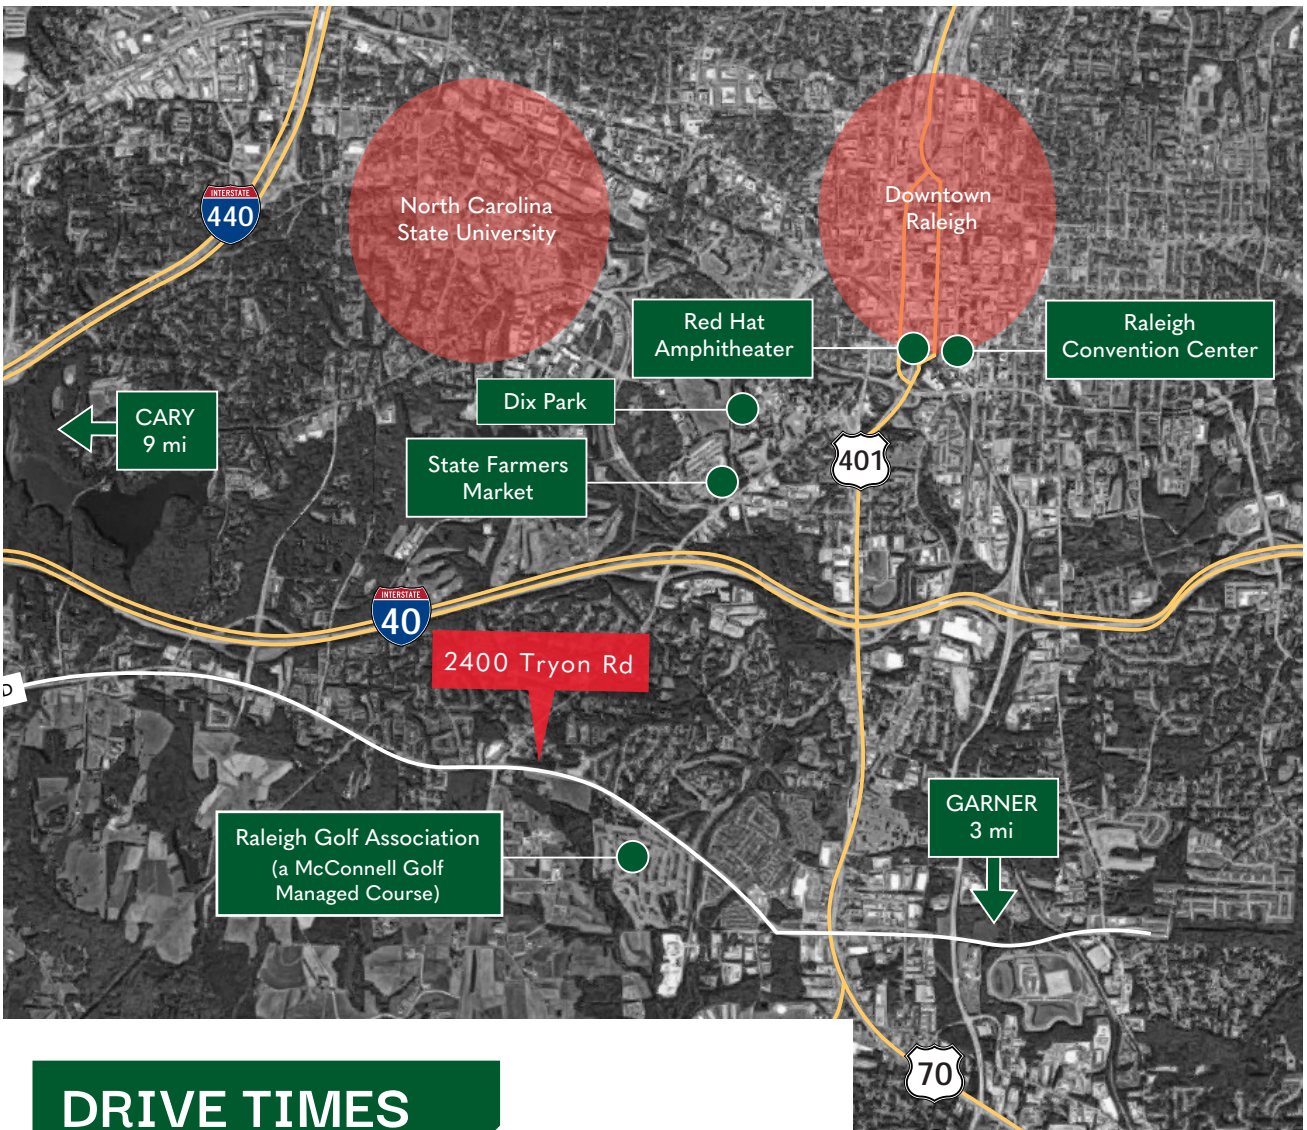 INTERSTATE
440
North Carolina
State University
Downtown
Raleigh
Red Hat
Amphitheater
Raleigh
Convention Center
Dix Park
CARY
9 mi
State Farmers
Market
401
INTERSTATE
40
2400 Tryon Rd
D
GARNER
3 mi
Raleigh Golf Association
(a McConnell Golf
Managed Course)
70
DRIVE TIMES